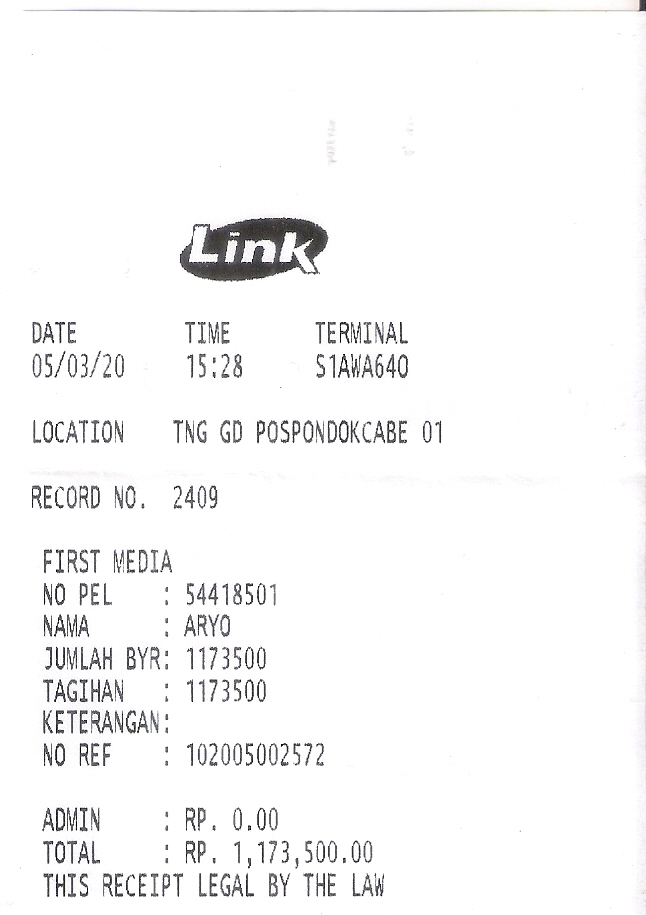 Link
DATE TIME TERMINAL
05/03/20 15:28 S1AWA640
LOCATION TNG GD POSPONDOKCABE 01
RECORD NO. 2409
FIRST MEDIA
NO PEL : 54418501
NAMA : ARYO
JUMLAH BYR: 1173500
TAGIHAN : 1173500
KETERANGAN:
NO REF : 102005002572
ADMIN : RP. 0.00
TOTAL : RP. 1,173,500.00
THIS RECEIPT LEGAL BY THE LAW